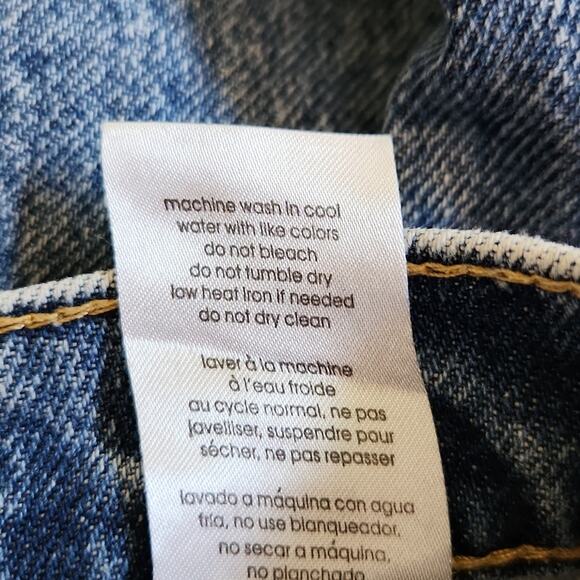 machine wash in cool
water with like colors
do not bleach
do not tumble dry
low heat iron if needed
do not dry clean
laver à la machine
à l'eau froide
au cycle normal, ne pas
javelliser, suspendre pour
sécher, ne pas repasser
lavado a máquina con agua
fría, no use blanqueador,
no secar a máquina,
no planchado